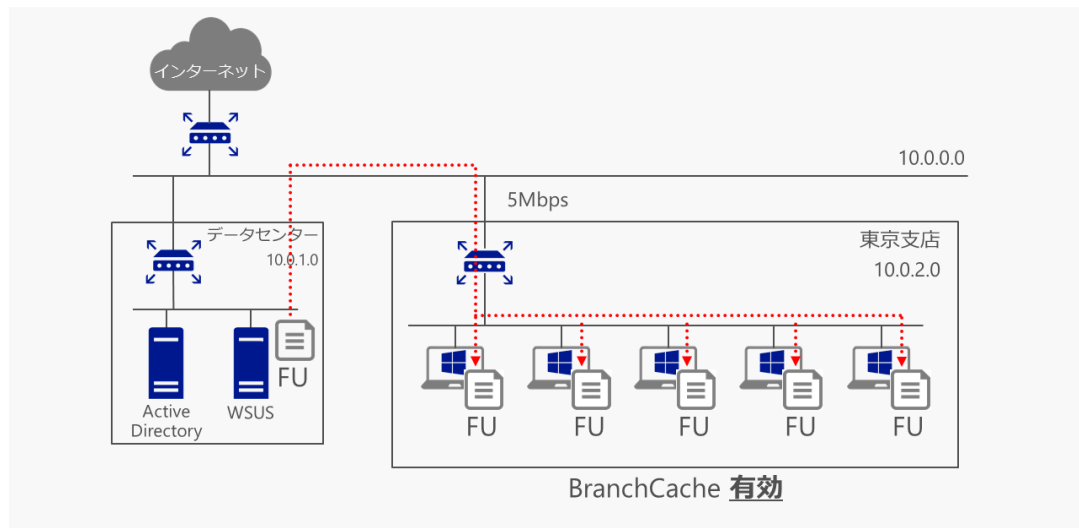 インターネット
10.0.0.0
5Mbps
データセンター
10.0.1.0
東京支店
10.0.2.0
FU
Active
Directory
WSUS
FU
FU
FU
FU
FU
BranchCache 有効